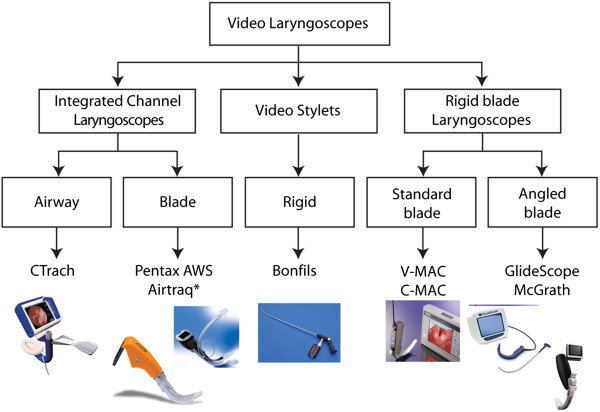 Video Laryngoscopes
Integrated Channel
Laryngoscopes
Video Stylets
Rigid blade
Laryngoscopes
Airway
Blade
Rigid
Standard
blade
Angled
blade
CTrach
Pentax AWS
Airtraq*
Bonfils
V-MAC
C-MAC
GlideScope
McGrath